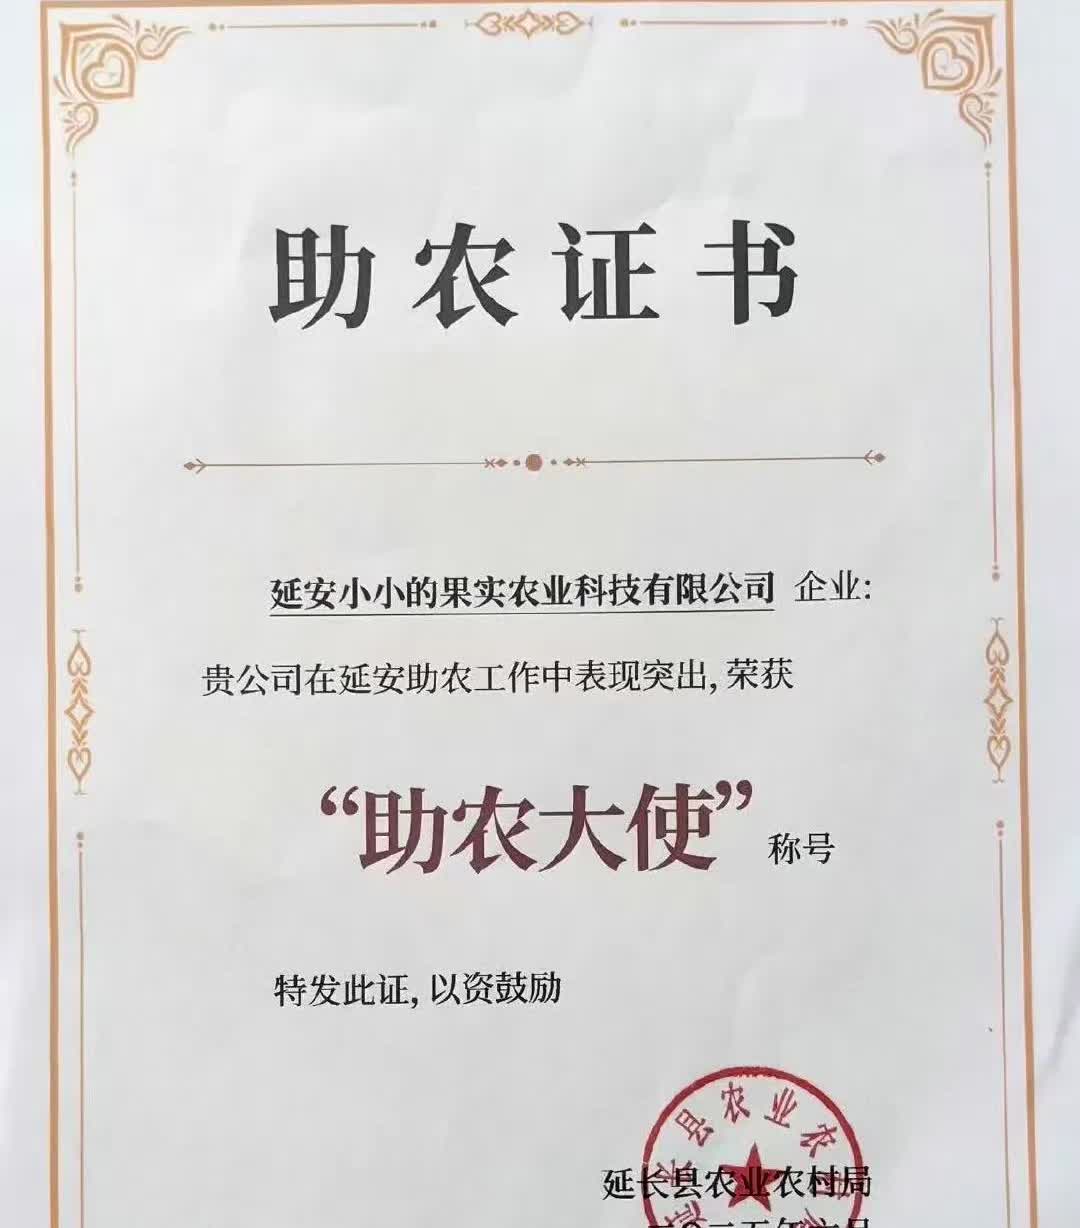 助农证书
延安小小的果实农业科技有限公司 企业:
贵公司在延安助农工作中表现突出, 荣获
“助农大使” 称号
特发此证, 以资鼓励
延长县农业农村局